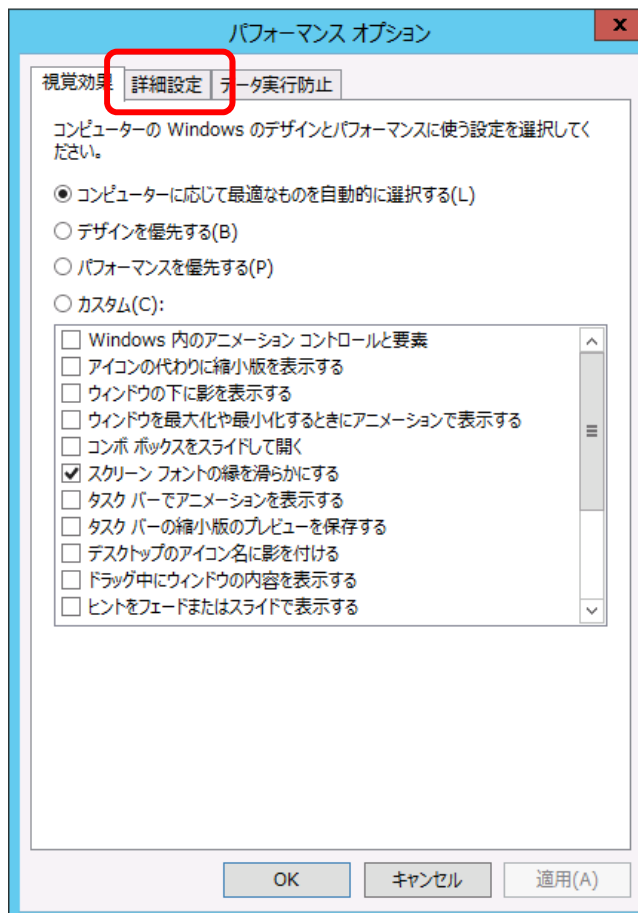 パフォーマンス オプション
x
視覚効果 詳細設定 データ実行防止
コンピューターの Windows のデザインとパフォーマンスに使う設定を選択してく
ださい。
コンピューターに応じて最適なものを自動的に選択する(L)
デザインを優先する(B)
パフォーマンスを優先する(P)
カスタム(C):
Windows 内のアニメーション コントロールと要素
アイコンの代わりに縮小版を表示する
ウィンドウの下に影を表示する
ウィンドウを最大化や最小化するときにアニメーションで表示する
コンボ ボックスをスライドして開く
スクリーン フォントの縁を滑らかにする
タスク バーでアニメーションを表示する
タスク バーの縮小版のプレビューを保存する
デスクトップのアイコン名に影を付ける
ドラッグ中にウィンドウの内容を表示する
ヒントをフェードまたはスライドで表示する
OK キャンセル 適用(A)